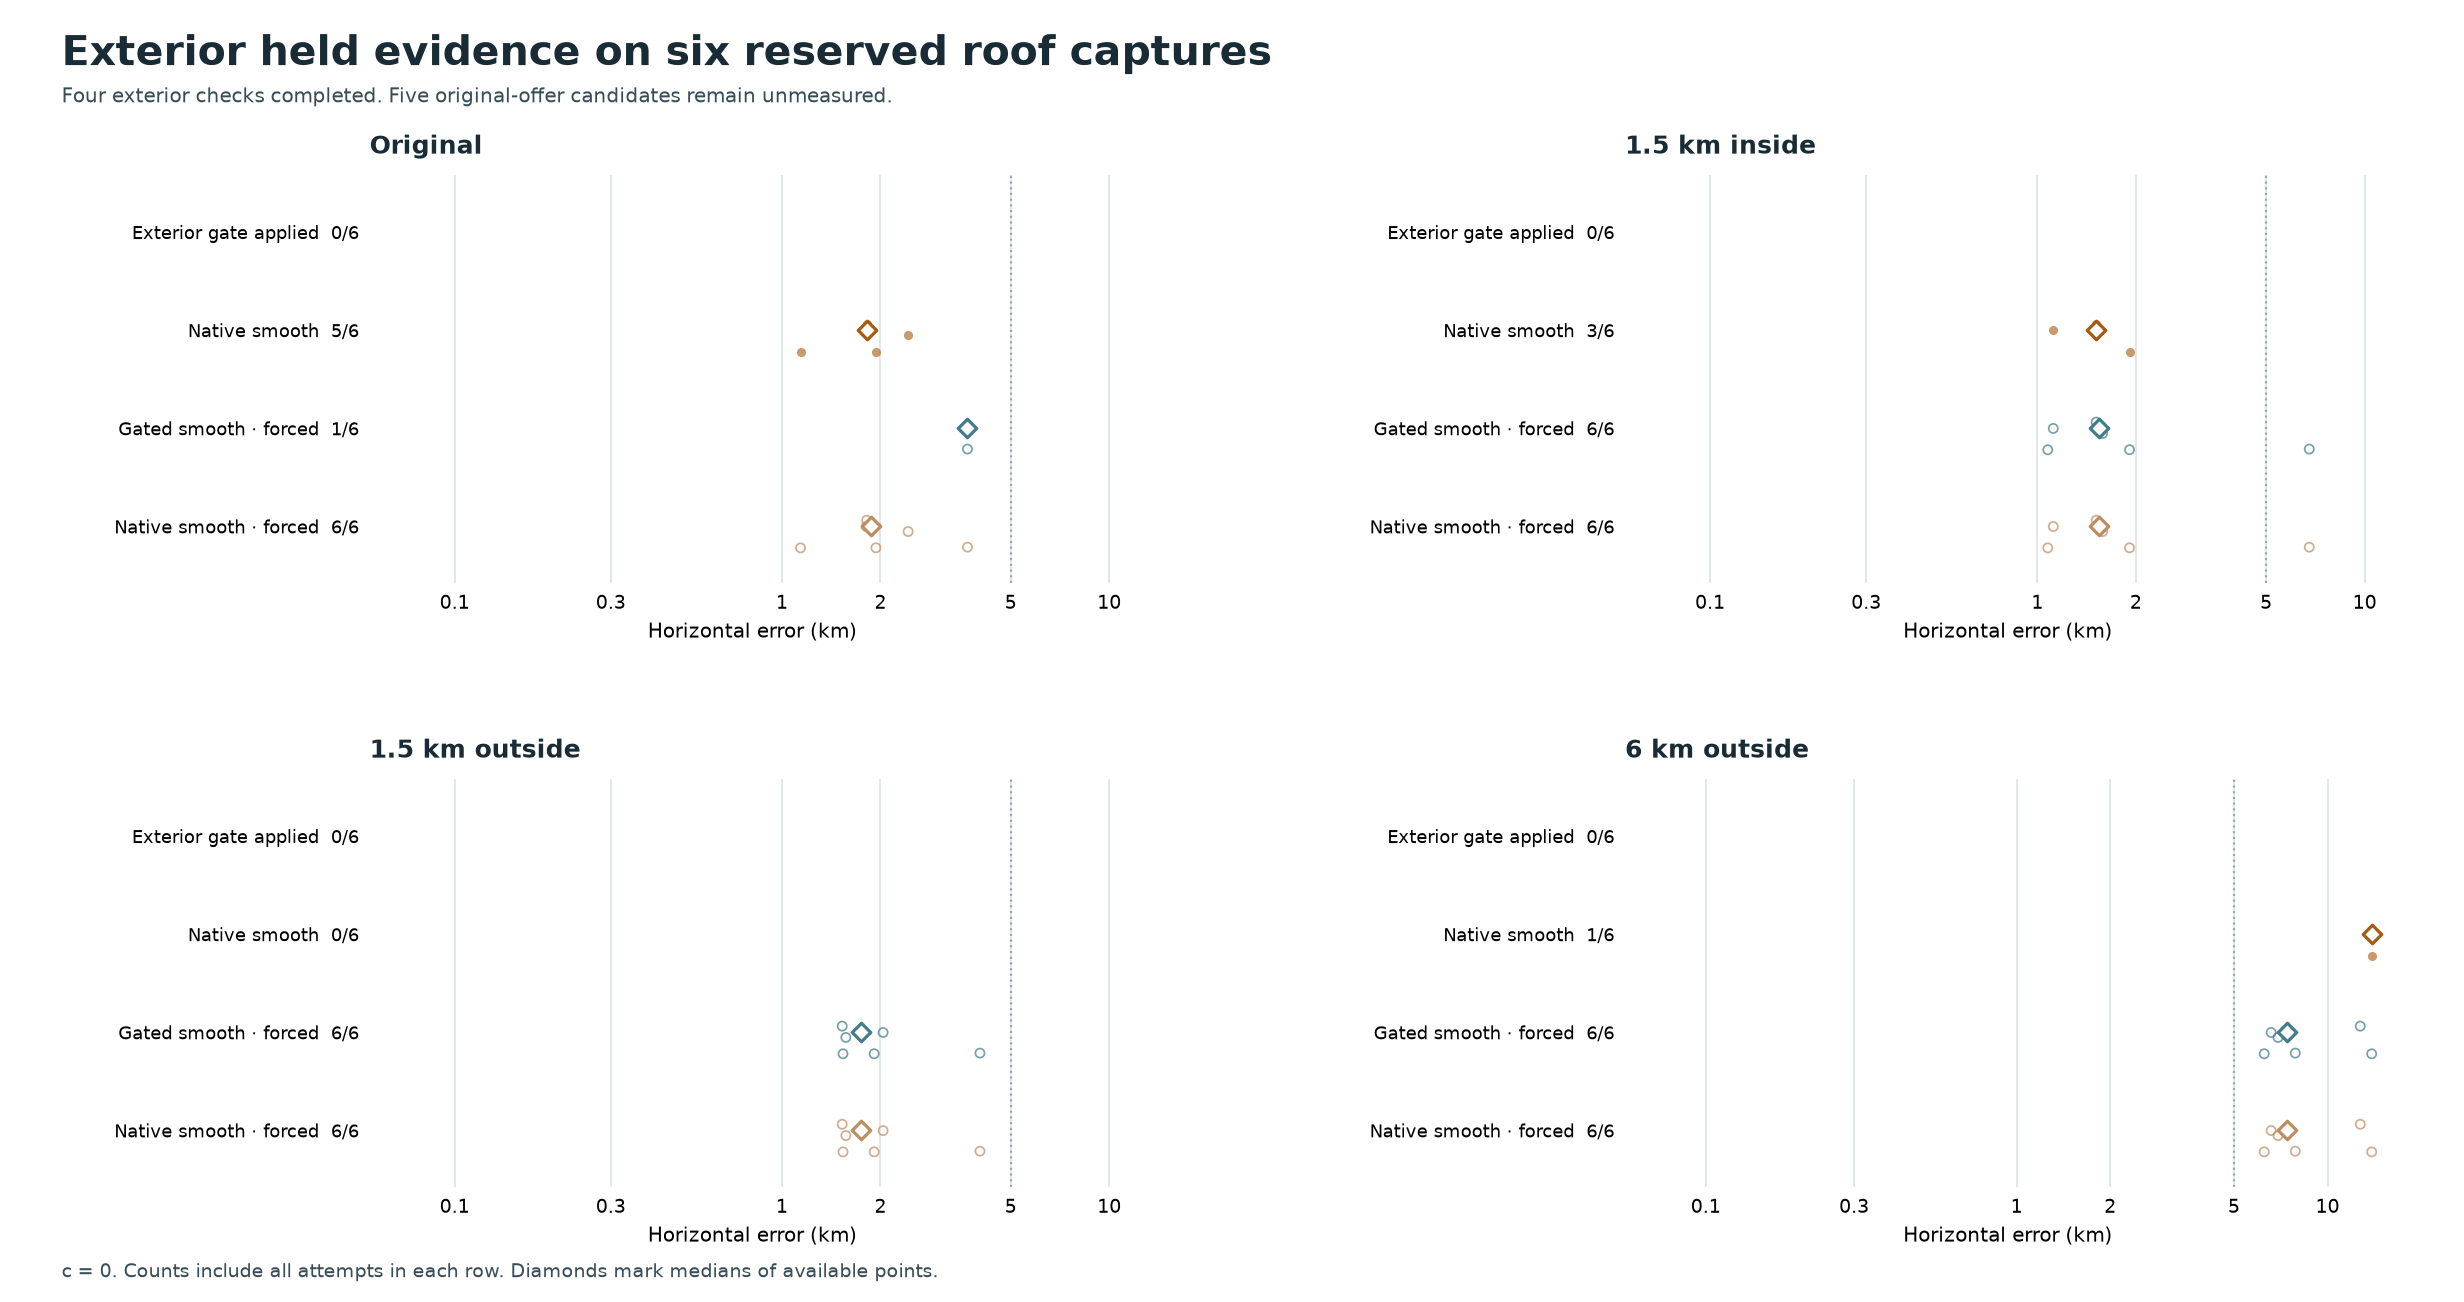 Exterior held evidence on six reserved roof captures
Four exterior checks completed. Five original-offer candidates remain unmeasured.
Original
Exterior gate applied 0/6
Native smooth 5/6
Gated smooth · forced 1/6
Native smooth · forced 6/6
0.1 0.3 1 2 5 10
Horizontal error (km)
1.5 km inside
Exterior gate applied 0/6
Native smooth 3/6
Gated smooth · forced 6/6
Native smooth · forced 6/6
0.1 0.3 1 2 5 10
Horizontal error (km)
1.5 km outside
Exterior gate applied 0/6
Native smooth 0/6
Gated smooth · forced 6/6
Native smooth · forced 6/6
0.1 0.3 1 2 5 10
Horizontal error (km)
6 km outside
Exterior gate applied 0/6
Native smooth 1/6
Gated smooth · forced 6/6
Native smooth · forced 6/6
0.1 0.3 1 2 5 10
Horizontal error (km)
c = 0. Counts include all attempts in each row. Diamonds mark medians of available points.